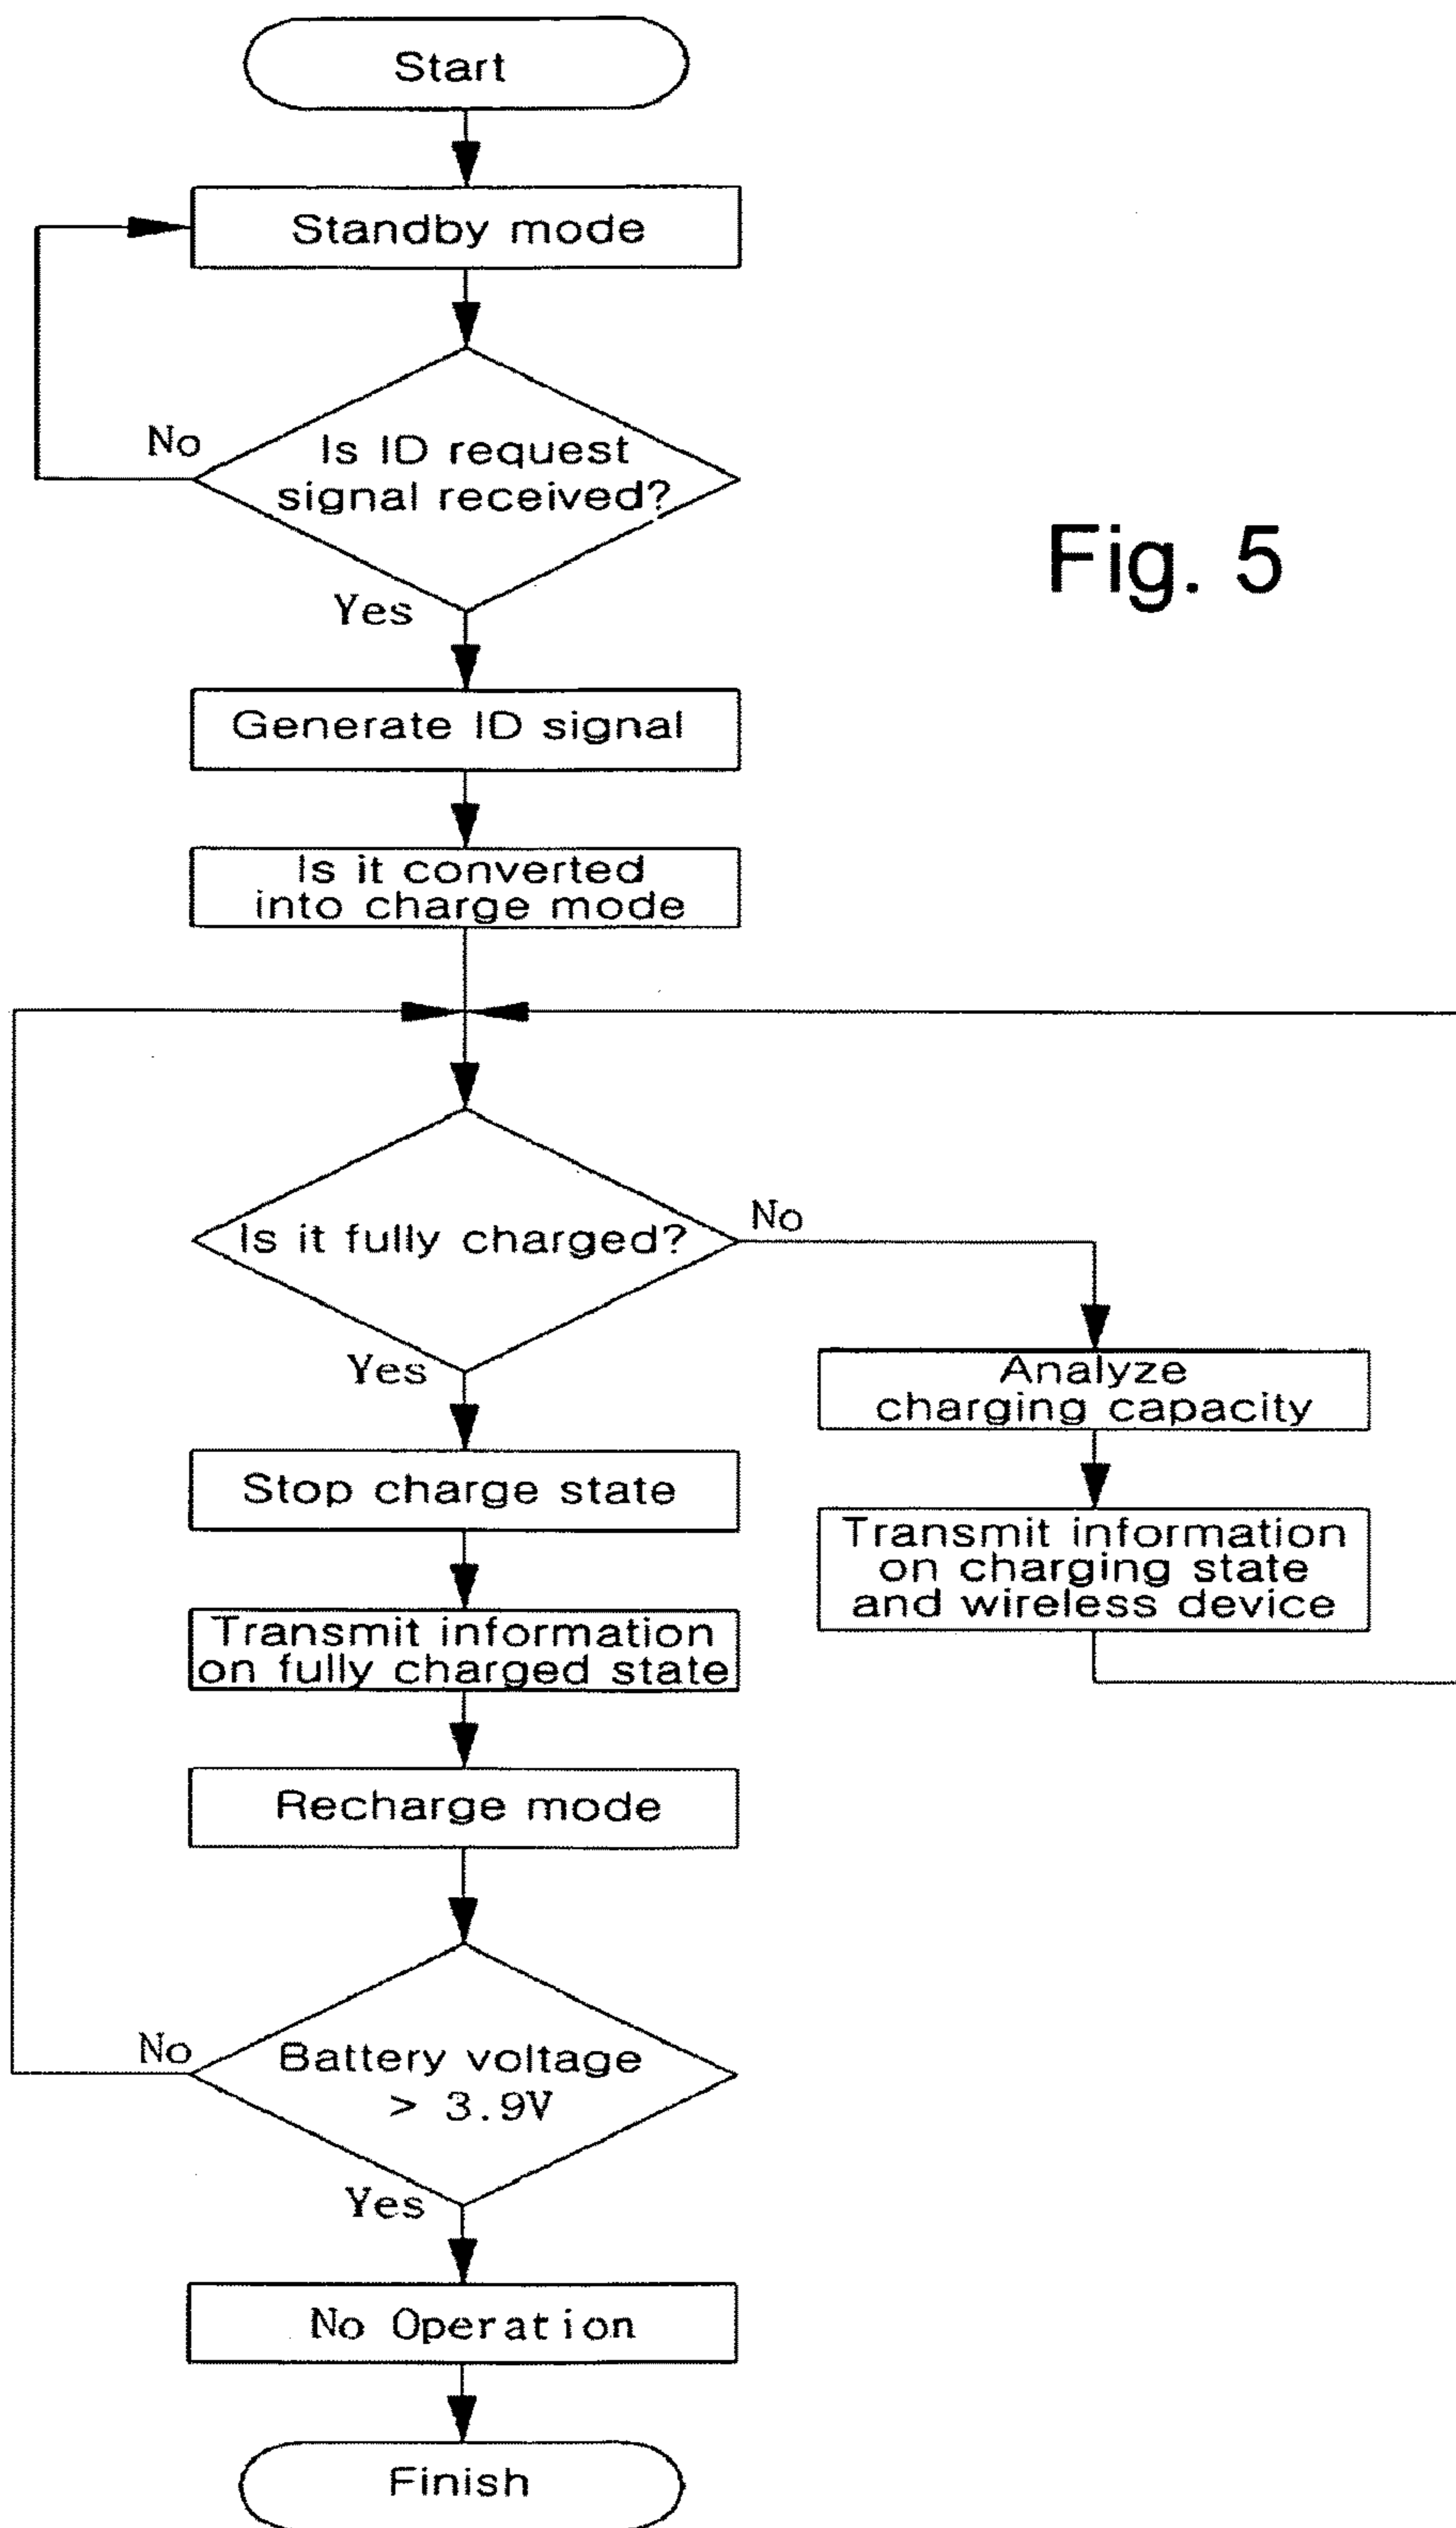 Start
Standby mode
No
Is ID request
signal received?
Fig. 5
Yes
Generate ID signal
Is it converted
into charge mode
Is it fully charged?
No
Yes
Analyze
charging capacity
Stop charge state
Transmit information
on charging state
and wireless device
Transmit information
on fully charged state
Recharge mode
No
Battery voltage
> 3.9V
Yes
No Operation
Finish